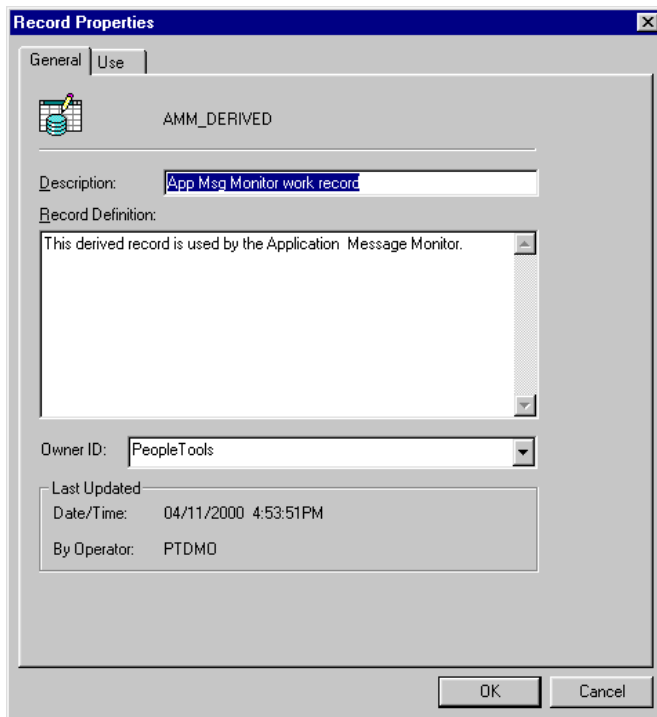 Record Properties
General Use
AMM_DERIVED
Description: App Msg Monitor work record
Record Definition:
This derived record is used by the Application  Message Monitor.
Owner ID: PeopleTools
Last Updated
Date/Time: 04/11/2000  4:53:51PM
By Operator: PTDMO
OK Cancel